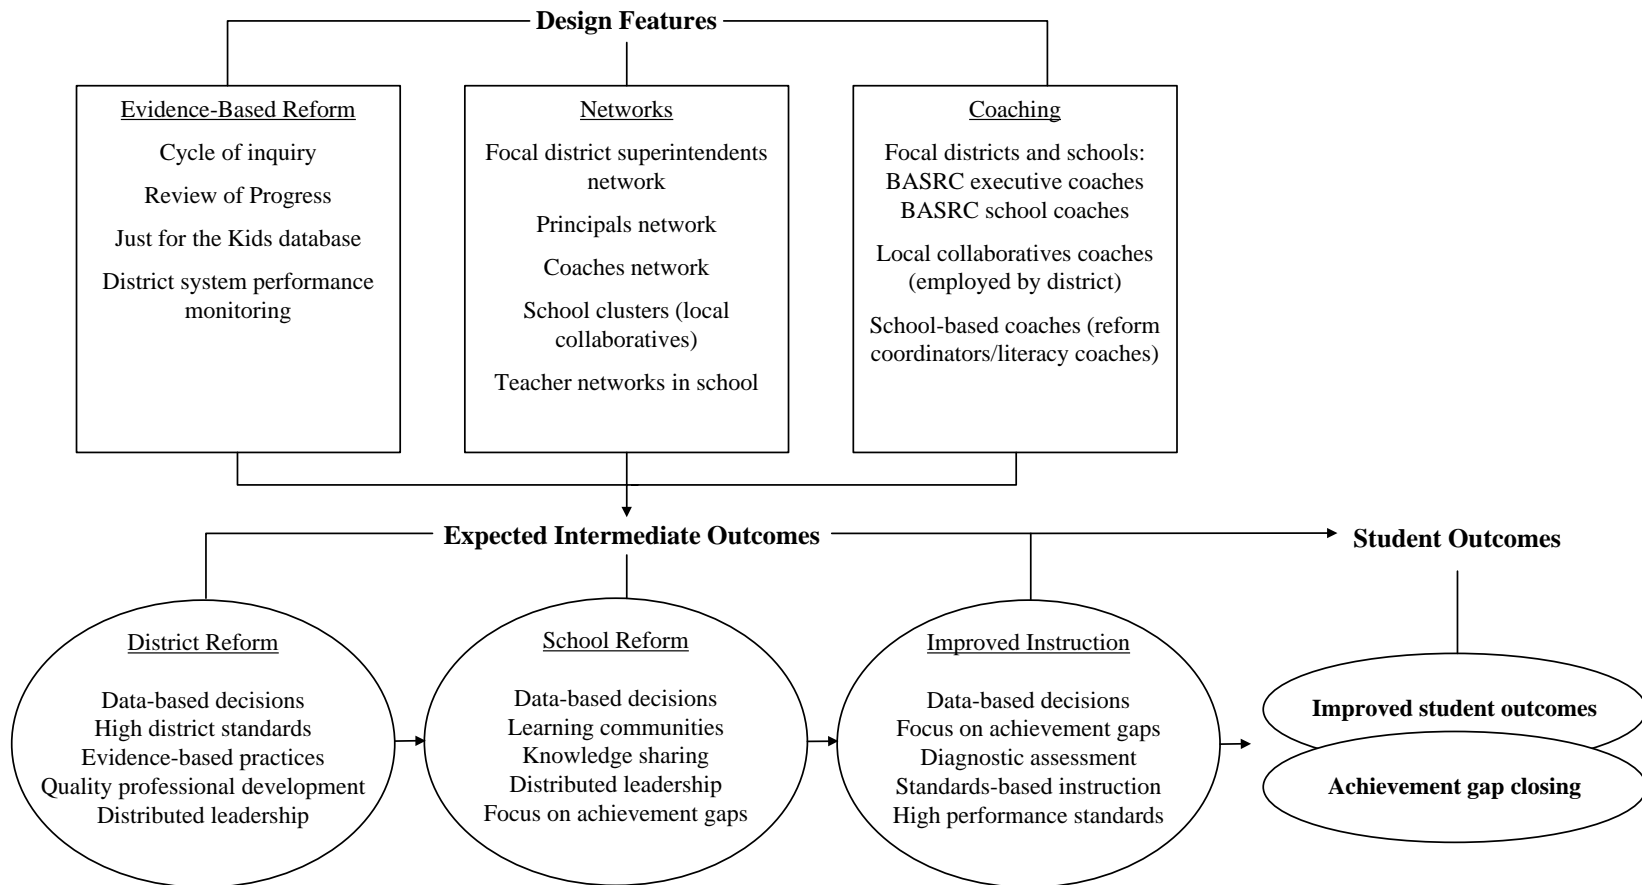 Design Features
Evidence-Based Reform
Cycle of inquiry
Review of Progress
Just for the Kids database
District system performance
monitoring
Networks
Focal district superintendents
network
Principals network
Coaches network
School clusters (local
collaboratives)
Teacher networks in school
Coaching
Focal districts and schools:
BASRC executive coaches
BASRC school coaches
Local collaboratives coaches
(employed by district)
School-based coaches (reform
coordinators/literacy coaches)
Expected Intermediate Outcomes
Student Outcomes
District Reform
Data-based decisions
High district standards
Evidence-based practices
Quality professional development
Distributed leadership
School Reform
Data-based decisions
Learning communities
Knowledge sharing
Distributed leadership
Focus on achievement gaps
Improved Instruction
Data-based decisions
Focus on achievement gaps
Diagnostic assessment
Standards-based instruction
High performance standards
Improved student outcomes
Achievement gap closing